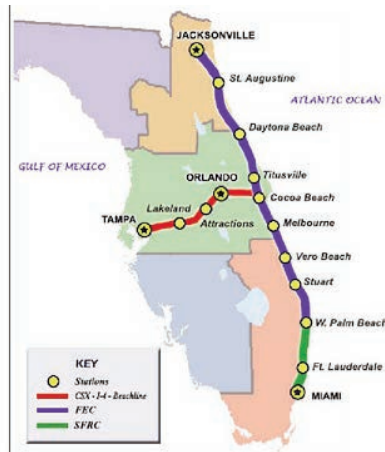 JACKSONVILLE
St. Augustine
ATLANTIC OCEAN
Daytona Beach
GULF OF MEXICO
Titusville
ORLANDO
Cocoa Beach
Lakeland
TAMPA
Attractions
Melbourne
Vero Beach
Stuart
W. Palm Beach
KEY
Stations
Ft. Lauderdale
CSX - I-4 - Beachline
MIAMI
FEC
SFRC